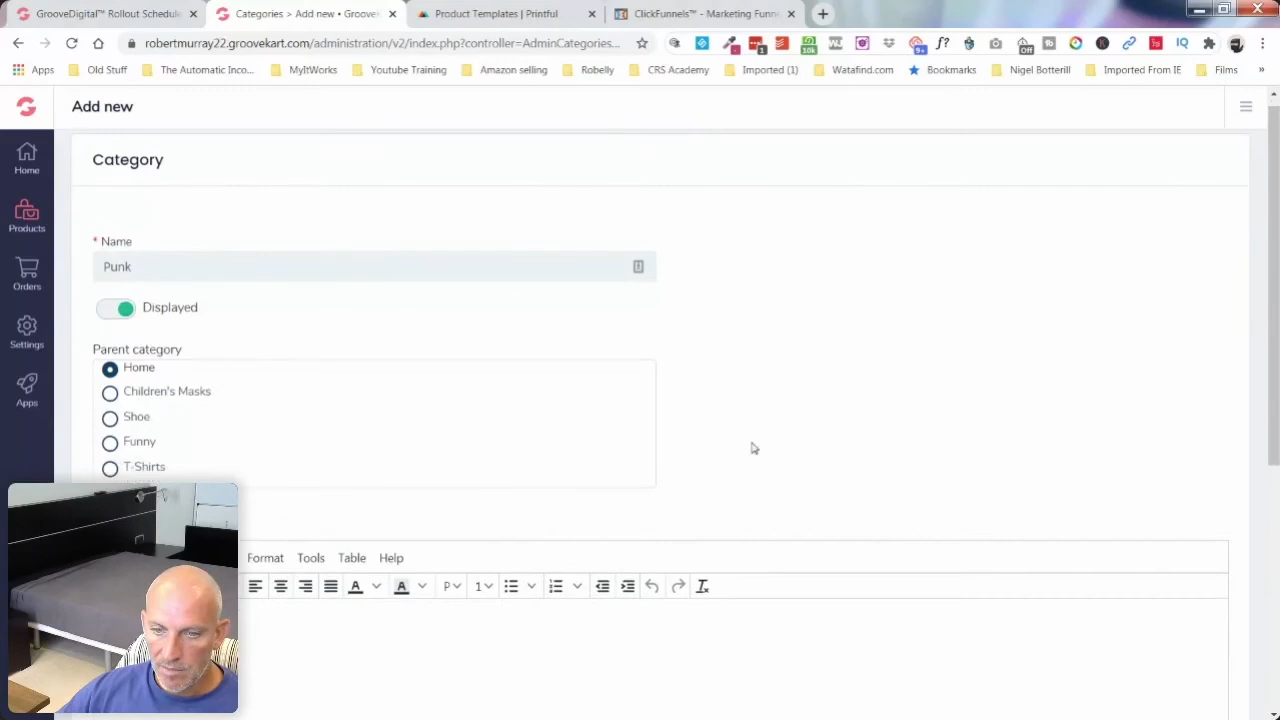 GrooveDigital™ Rollout Schedule
Categories > Add new • Groove
Product Templates | Printful
ClickFunnels™ - Marketing Funn
robertmurray2.groovekart.com/administration/v2/index.php?controller=AdminCategories...
Apps
Old Stuff
The Automatic Inco...
MyItWorks
Youtube Training
Amazon selling
Robelly
CRS Academy
Imported (1)
Watafind.com
Bookmarks
Nigel Botterill
Imported From IE
Films
»
Add new
Home
Products
Orders
Settings
Apps
Category
* Name
Punk
Displayed
Parent category
Home
Children's Masks
Shoe
Funny
T-Shirts
Format Tools Table Help